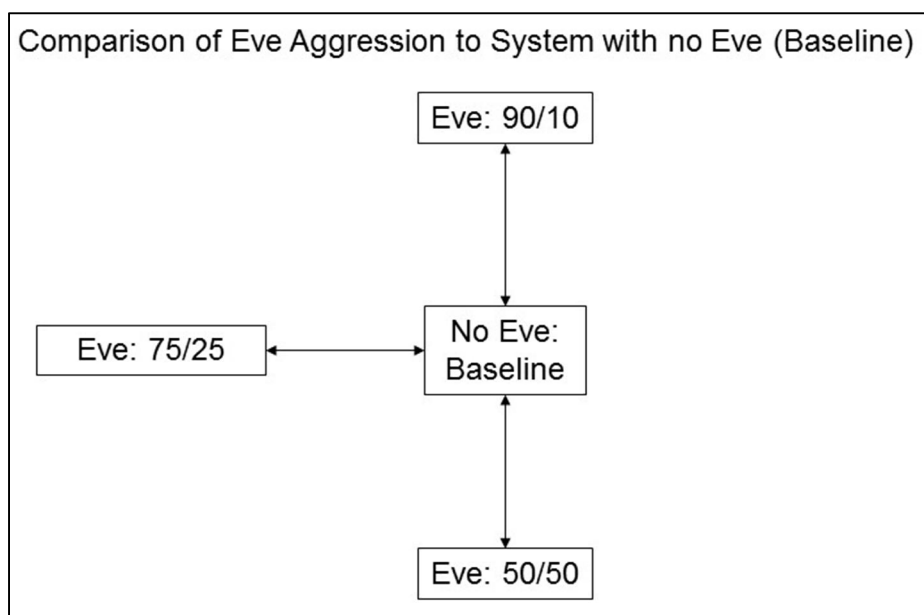 Comparison of Eve Aggression to System with no Eve (Baseline)
Eve: 90/10
Eve: 75/25
No Eve:
Baseline
Eve: 50/50